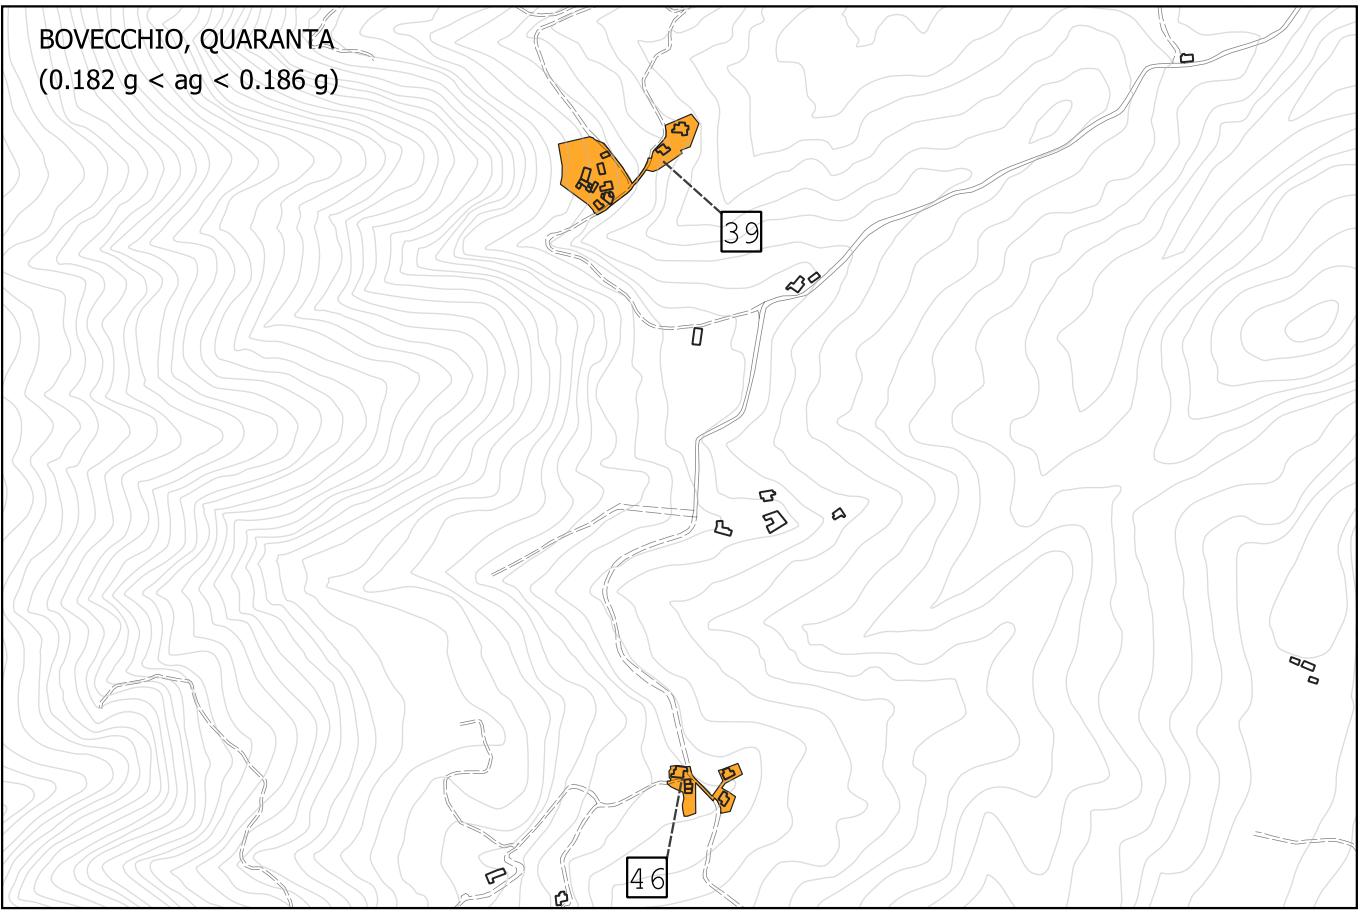 BOVECCHIO, QUARANTA
(0.182 g < ag < 0.186 g)
39
46